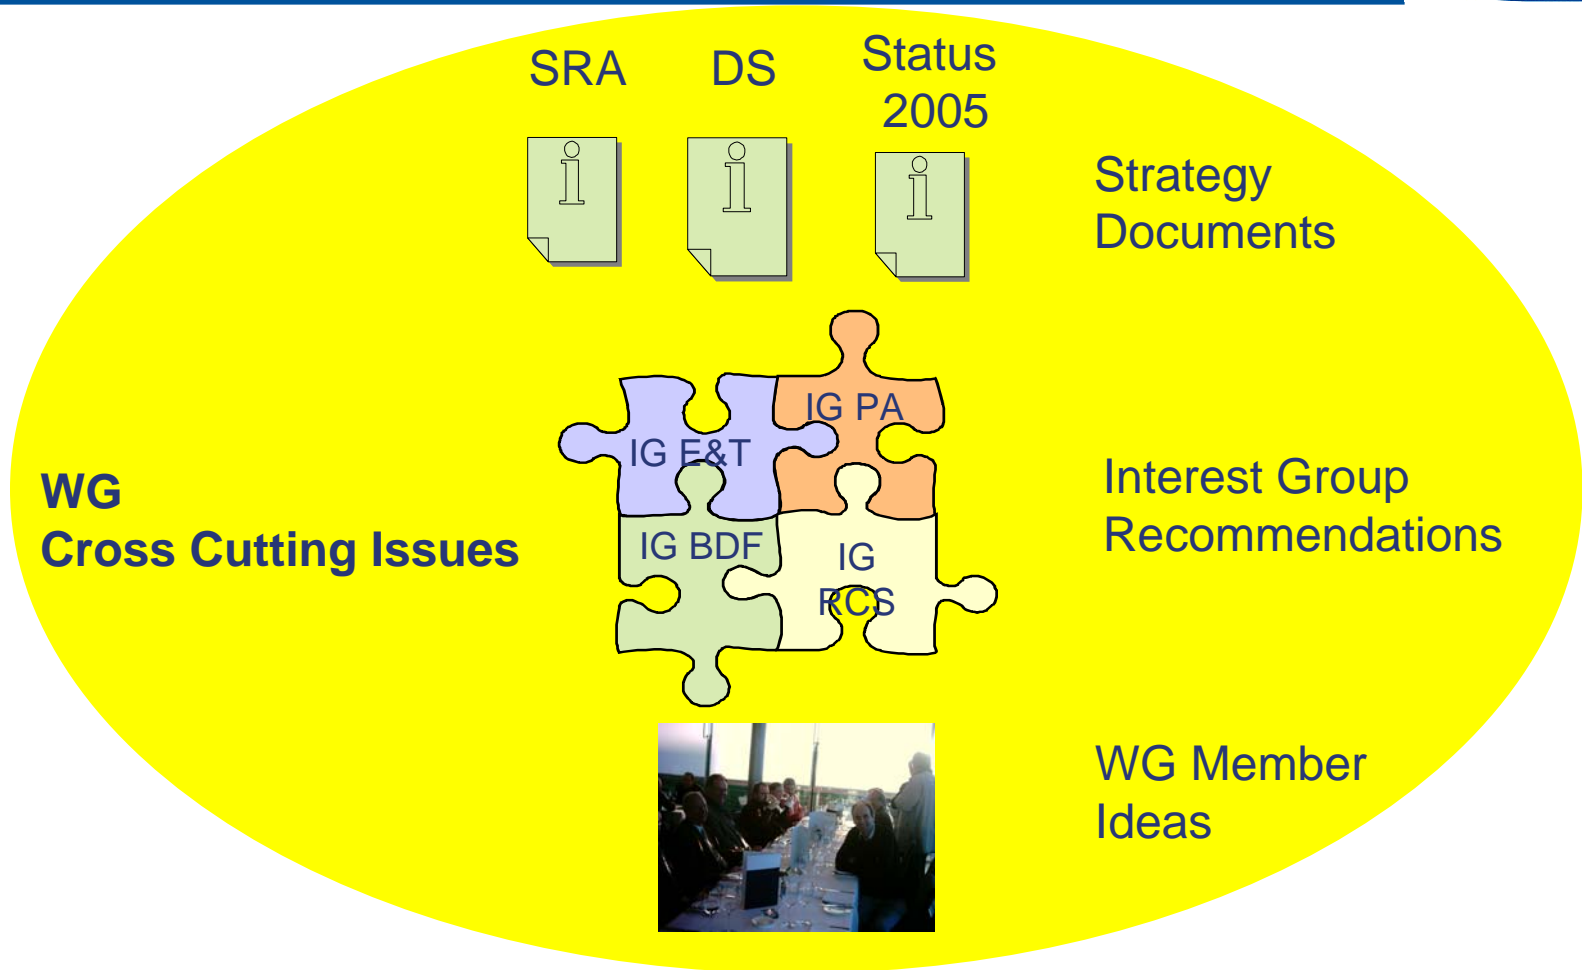 SRA
DS
Status
2005
i
i
i
Strategy
Documents
WG
Cross Cutting Issues
IG E&T
IG PA
IG BDF
IG
RCS
Interest Group
Recommendations
WG Member
Ideas